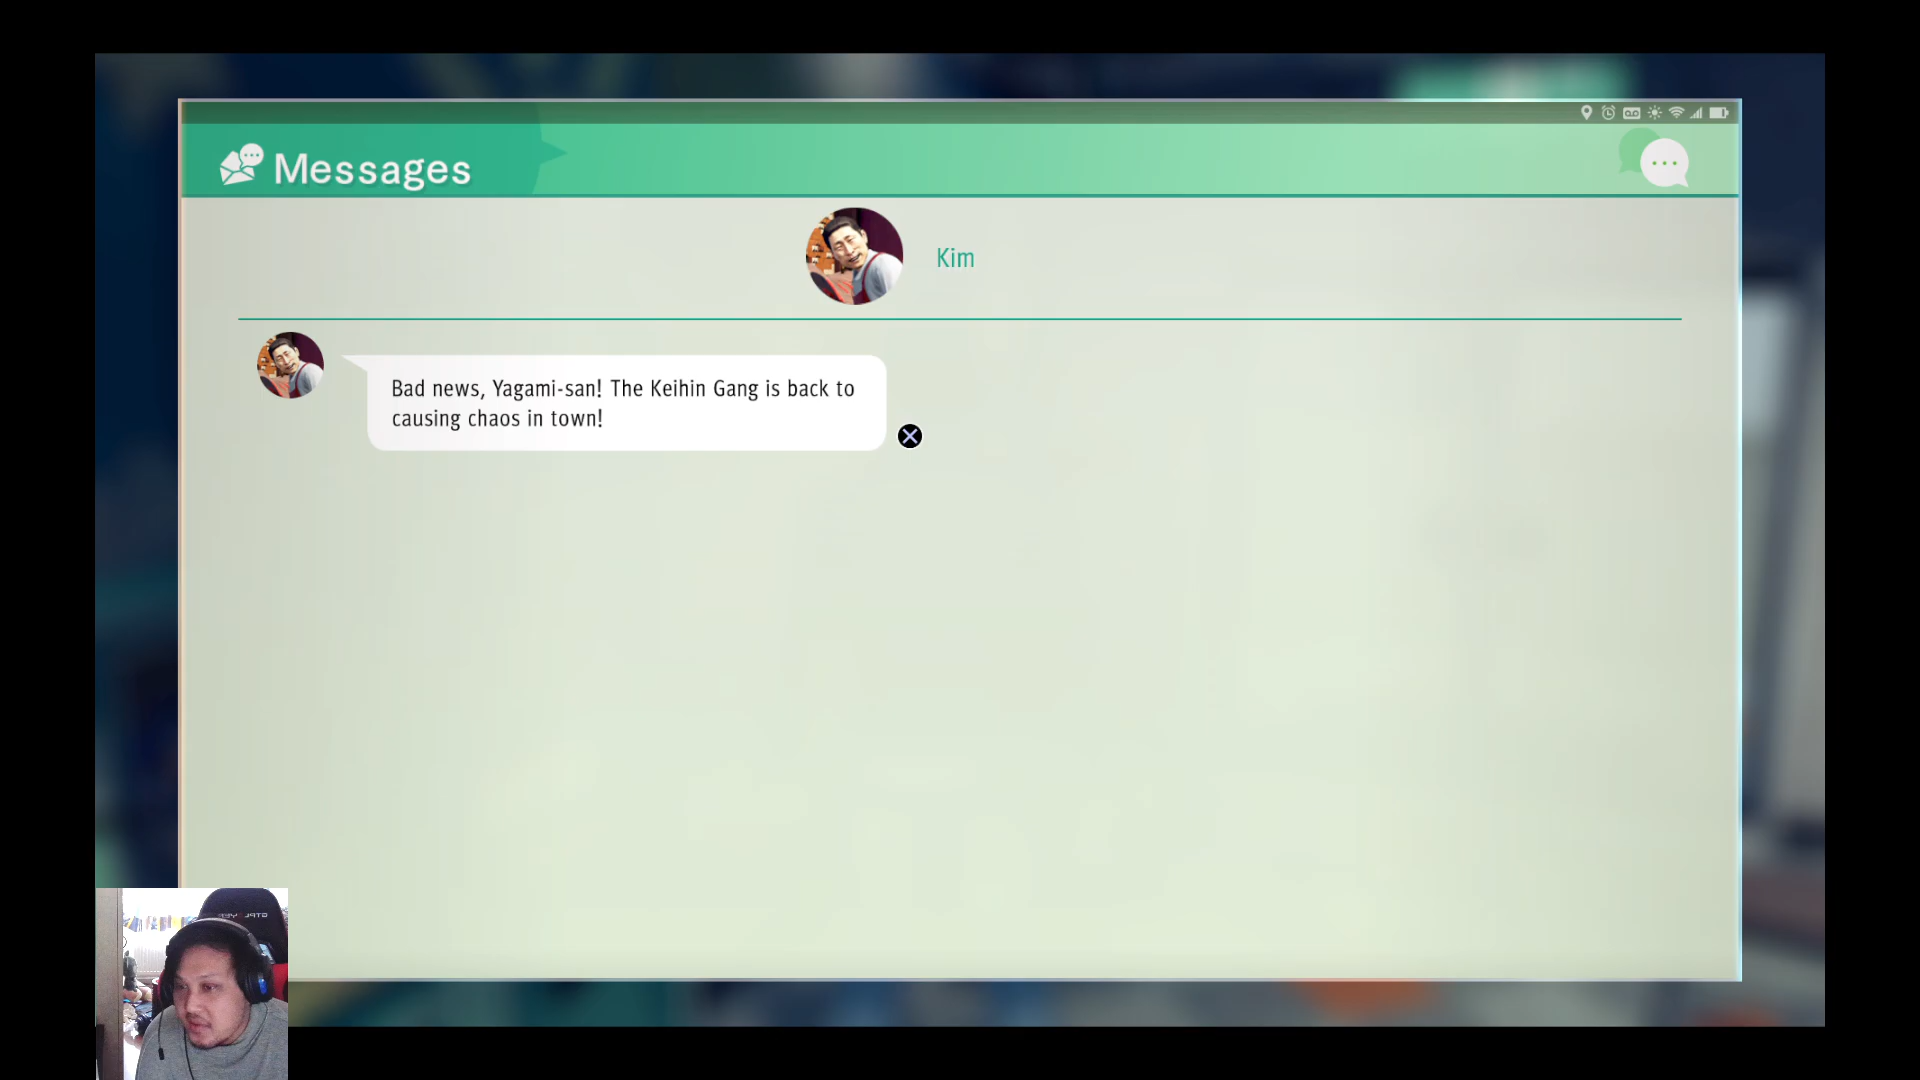 Messages
Kim
Bad news, Yagami-san! The Keihin Gang is back to
causing chaos in town!